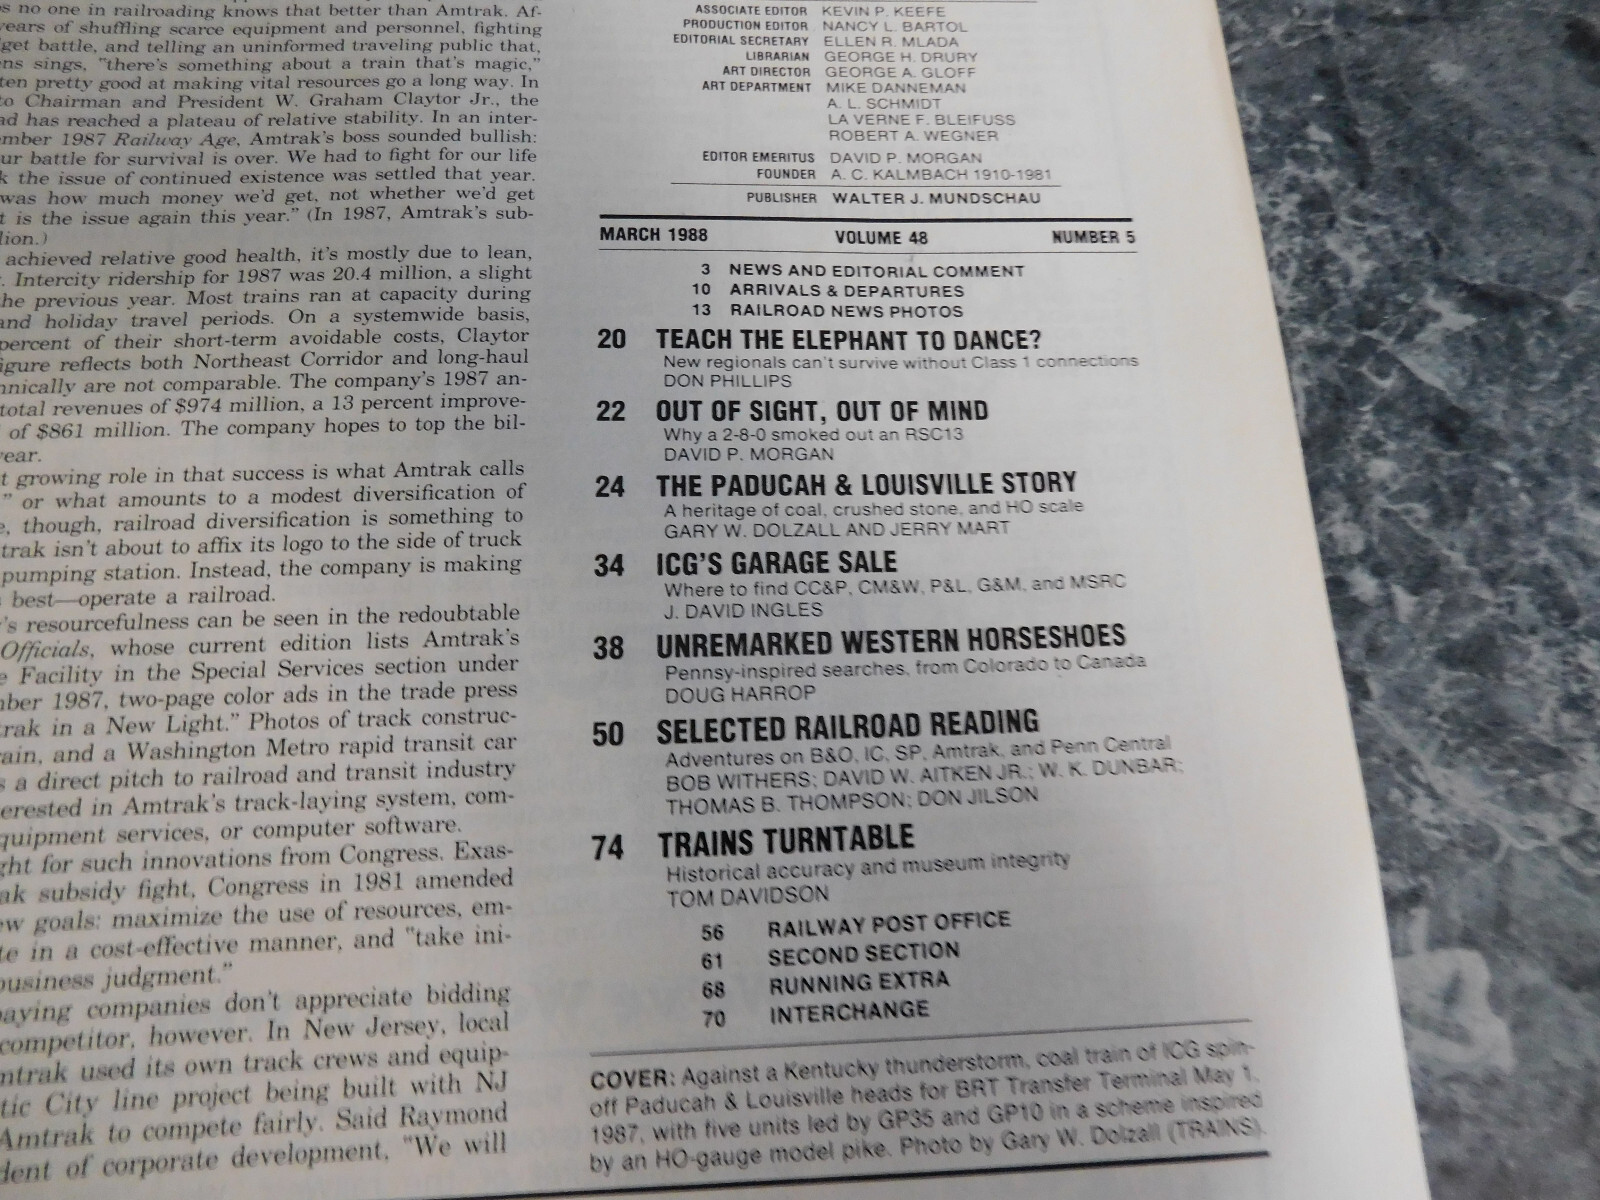 s no one in railroading knows that better than Amtrak. Af-
years of shuffling scarce equipment and personnel, fighting
get battle, and telling an uninformed traveling public that,
ns sings, "there's something about a train that's magic,"
ten pretty good at making vital resources go a long way. In
to Chairman and President W. Graham Claytor Jr., the
ad has reached a plateau of relative stability. In an inter-
mber 1987 Railway Age, Amtrak's boss sounded bullish:
ur battle for survival is over. We had to fight for our life
k the issue of continued existence was settled that year.
was how much money we'd get, not whether we'd get
t is the issue again this year." (In 1987, Amtrak's sub-
lion.)
achieved relative good health, it's mostly due to lean,
. Intercity ridership for 1987 was 20.4 million, a slight
he previous year. Most trains ran at capacity during
and holiday travel periods. On a systemwide basis,
percent of their short-term avoidable costs, Claytor
igure reflects both Northeast Corridor and long-haul
hnically are not comparable. The company's 1987 an-
total revenues of $974 million, a 13 percent improve-
of $861 million. The company hopes to top the bil-
year.
t growing role in that success is what Amtrak calls
" or what amounts to a modest diversification of
e, though, railroad diversification is something to
trak isn't about to affix its logo to the side of truck
pumping station. Instead, the company is making
best—operate a railroad.
's resourcefulness can be seen in the redoubtable
Officials, whose current edition lists Amtrak's
e Facility in the Special Services section under
mber 1987, two-page color ads in the trade press
trak in a New Light." Photos of track construc-
rain, and a Washington Metro rapid transit car
s a direct pitch to railroad and transit industry
erested in Amtrak's track-laying system, com-
quipment services, or computer software.
ght for such innovations from Congress. Exas-
ak subsidy fight, Congress in 1981 amended
ew goals: maximize the use of resources, em-
te in a cost-effective manner, and "take ini-
business judgment."
paying companies don't appreciate bidding
competitor, however. In New Jersey, local
mtrak used its own track crews and equip-
tic City line project being built with NJ
Amtrak to compete fairly. Said Raymond
dent of corporate development, "We will
ASSOCIATE EDITOR KEVIN P. KEEFE
PRODUCTION EDITOR NANCY L. BARTOL
EDITORIAL SECRETARY ELLEN R. MLADA
LIBRARIAN GEORGE H. DRURY
ART DIRECTOR GEORGE A. GLOFF
ART DEPARTMENT MIKE DANNEMAN
A. L. SCHMIDT
LA VERNE F. BLEIFUSS
ROBERT A. WEGNER
EDITOR EMERITUS DAVID P. MORGAN
FOUNDER A. C. KALMBACH 1910-1981
PUBLISHER WALTER J. MUNDSCHAU
MARCH 1988 VOLUME 48 NUMBER 5
3 NEWS AND EDITORIAL COMMENT
10 ARRIVALS & DEPARTURES
13 RAILROAD NEWS PHOTOS
20 TEACH THE ELEPHANT TO DANCE?
New regionals can't survive without Class 1 connections
DON PHILLIPS
22 OUT OF SIGHT, OUT OF MIND
Why a 2-8-0 smoked out an RSC13
DAVID P. MORGAN
24 THE PADUCAH & LOUISVILLE STORY
A heritage of coal, crushed stone, and HO scale
GARY W. DOLZALL AND JERRY MART
34 ICG'S GARAGE SALE
Where to find CC&P, CM&W, P&L, G&M, and MSRC
J. DAVID INGLES
38 UNREMARKED WESTERN HORSESHOES
Pennsy-inspired searches, from Colorado to Canada
DOUG HARROP
50 SELECTED RAILROAD READING
Adventures on B&O, IC, SP, Amtrak, and Penn Central
BOB WITHERS; DAVID W. AITKEN JR.; W. K. DUNBAR;
THOMAS B. THOMPSON; DON JILSON
74 TRAINS TURNTABLE
Historical accuracy and museum integrity
TOM DAVIDSON
56 RAILWAY POST OFFICE
61 SECOND SECTION
68 RUNNING EXTRA
70 INTERCHANGE
COVER: Against a Kentucky thunderstorm, coal train of ICG spin-
off Paducah & Louisville heads for BRT Transfer Terminal May 1,
1987, with five units led by GP35 and GP10 in a scheme inspired
by an HO-gauge model pike. Photo by Gary W. Dolzall (TRAINS).